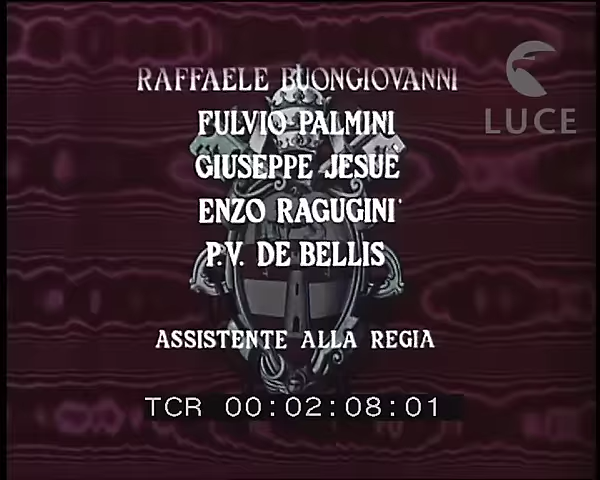 RAFFAELE BUONGIOVANNI
LUCE
FULVIO PALMINI
GIUSEPPE JESUÈ
ENZO RAGUGINI
P.V. DE BELLIS
ASSISTENTE ALLA REGIA
TCR 00:02:08:01